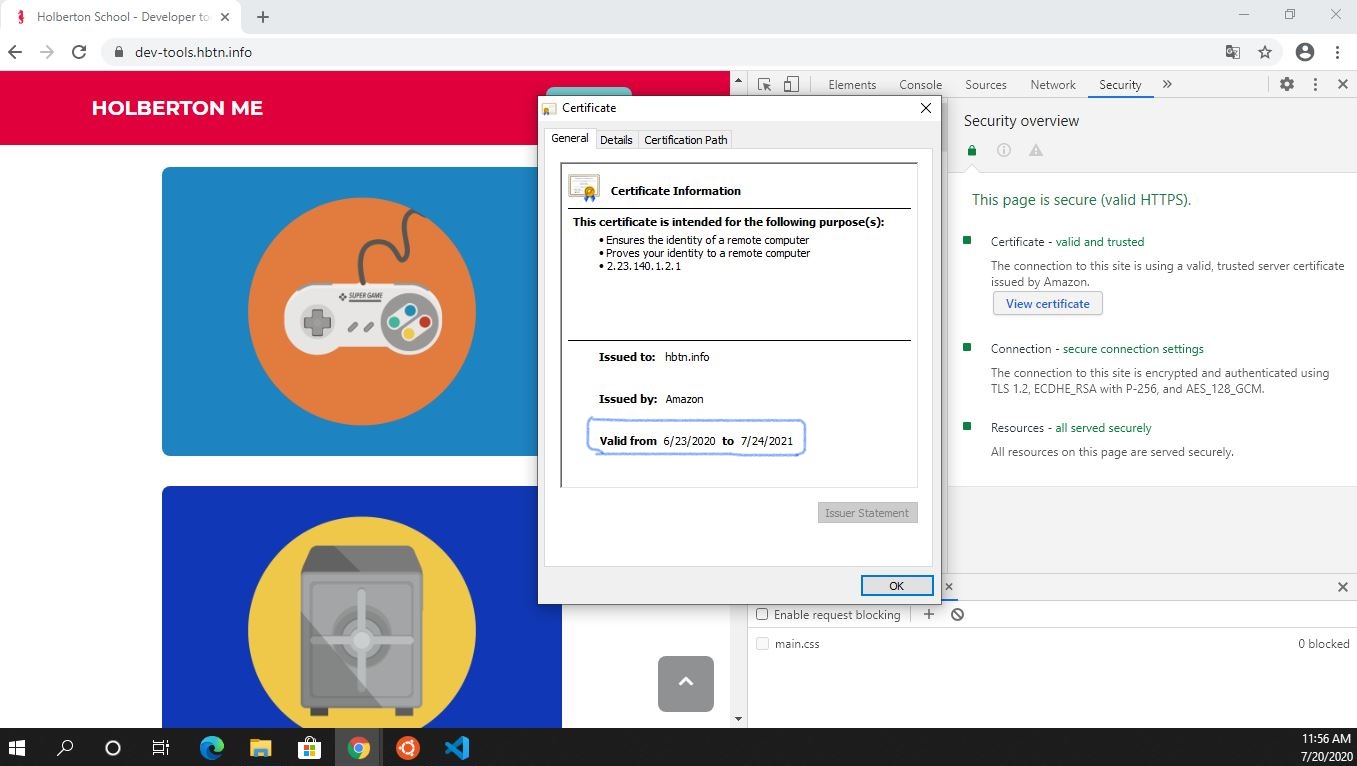 Holberton School - Developer to
dev-tools.hbtn.info
HOLBERTON ME
SUPER GAME
Certificate
General Details Certification Path
Certificate Information
This certificate is intended for the following purpose(s):
• Ensures the identity of a remote computer
• Proves your identity to a remote computer
• 2.23.140.1.2.1
Issued to: hbtn.info
Issued by: Amazon
Valid from 6/23/2020 to 7/24/2021
Issuer Statement
OK
Elements Console Sources Network Security
Security overview
This page is secure (valid HTTPS).
Certificate - valid and trusted
The connection to this site is using a valid, trusted server certificate
issued by Amazon.
View certificate
Connection - secure connection settings
The connection to this site is encrypted and authenticated using
TLS 1.2, ECDHE_RSA with P-256, and AES_128_GCM.
Resources - all served securely
All resources on this page are served securely.
Enable request blocking
main.css 0 blocked
11:56 AM
7/20/2020